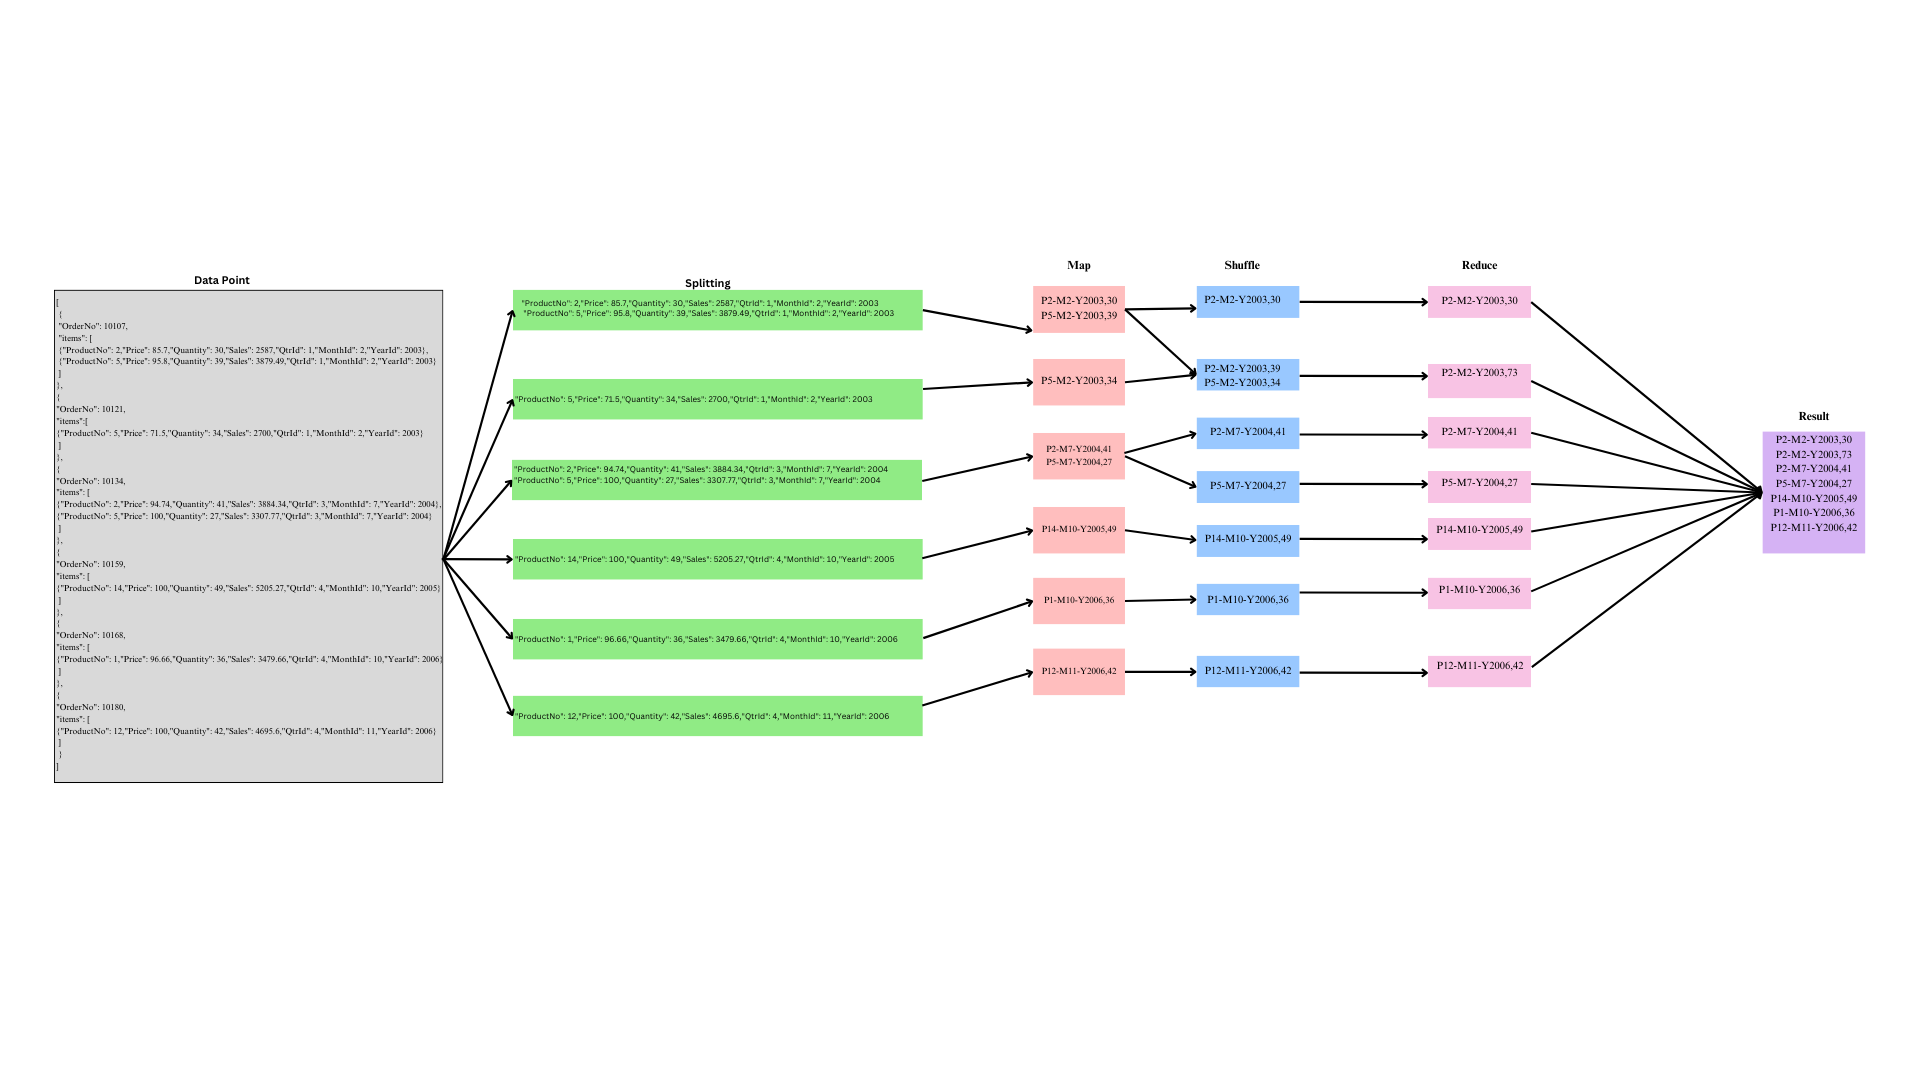 Data Point
[
{
"OrderNo": 10107,
"items": [
{"ProductNo": 2,"Price": 85.7,"Quantity": 30,"Sales": 2587,"QtrId": 1,"MonthId": 2,"YearId": 2003},
{"ProductNo": 5,"Price": 95.8,"Quantity": 39,"Sales": 3879.49,"QtrId": 1,"MonthId": 2,"YearId": 2003}
]
},
{
"OrderNo": 10121,
"items":[
{"ProductNo": 5,"Price": 71.5,"Quantity": 34,"Sales": 2700,"QtrId": 1,"MonthId": 2,"YearId": 2003}
]
},
{
"OrderNo": 10134,
"items": [
{"ProductNo": 2,"Price": 94.74,"Quantity": 41,"Sales": 3884.34,"QtrId": 3,"MonthId": 7,"YearId": 2004},
{"ProductNo": 5,"Price": 100,"Quantity": 27,"Sales": 3307.77,"QtrId": 3,"MonthId": 7,"YearId": 2004}
]
},
{
"OrderNo": 10159,
"items": [
{"ProductNo": 14,"Price": 100,"Quantity": 49,"Sales": 5205.27,"QtrId": 4,"MonthId": 10,"YearId": 2005}
]
},
{
"OrderNo": 10168,
"items": [
{"ProductNo": 1,"Price": 96.66,"Quantity": 36,"Sales": 3479.66,"QtrId": 4,"MonthId": 10,"YearId": 2006}
]
},
{
"OrderNo": 10180,
"items": [
{"ProductNo": 12,"Price": 100,"Quantity": 42,"Sales": 4695.6,"QtrId": 4,"MonthId": 11,"YearId": 2006}
]
}
]
Splitting
"ProductNo": 2,"Price": 85.7,"Quantity": 30,"Sales": 2587,"QtrId": 1,"MonthId": 2,"YearId": 2003
"ProductNo": 5,"Price": 95.8,"Quantity": 39,"Sales": 3879.49,"QtrId": 1,"MonthId": 2,"YearId": 2003
"ProductNo": 5,"Price": 71.5,"Quantity": 34,"Sales": 2700,"QtrId": 1,"MonthId": 2,"YearId": 2003
"ProductNo": 2,"Price": 94.74,"Quantity": 41,"Sales": 3884.34,"QtrId": 3,"MonthId": 7,"YearId": 2004
"ProductNo": 5,"Price": 100,"Quantity": 27,"Sales": 3307.77,"QtrId": 3,"MonthId": 7,"YearId": 2004
"ProductNo": 14,"Price": 100,"Quantity": 49,"Sales": 5205.27,"QtrId": 4,"MonthId": 10,"YearId": 2005
"ProductNo": 1,"Price": 96.66,"Quantity": 36,"Sales": 3479.66,"QtrId": 4,"MonthId": 10,"YearId": 2006
"ProductNo": 12,"Price": 100,"Quantity": 42,"Sales": 4695.6,"QtrId": 4,"MonthId": 11,"YearId": 2006
Map
P2-M2-Y2003,30
P5-M2-Y2003,39
P5-M2-Y2003,34
P2-M7-Y2004,41
P5-M7-Y2004,27
P14-M10-Y2005,49
P1-M10-Y2006,36
P12-M11-Y2006,42
Shuffle
P2-M2-Y2003,30
P2-M2-Y2003,39
P5-M2-Y2003,34
P2-M7-Y2004,41
P5-M7-Y2004,27
P14-M10-Y2005,49
P1-M10-Y2006,36
P12-M11-Y2006,42
Reduce
P2-M2-Y2003,30
P2-M2-Y2003,73
P2-M7-Y2004,41
P5-M7-Y2004,27
P14-M10-Y2005,49
P1-M10-Y2006,36
P12-M11-Y2006,42
Result
P2-M2-Y2003,30
P2-M2-Y2003,73
P2-M7-Y2004,41
P5-M7-Y2004,27
P14-M10-Y2005,49
P1-M10-Y2006,36
P12-M11-Y2006,42